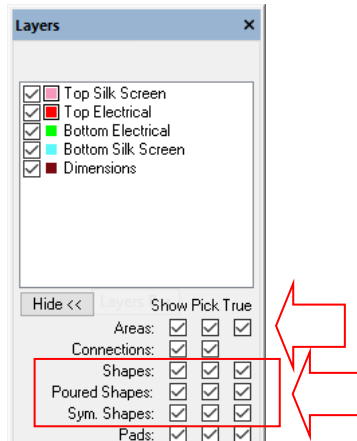 Layers
Top Silk Screen
Top Electrical
Bottom Electrical
Bottom Silk Screen
Dimensions
Hide << Layers Show Pick True
Areas:
Connections:
Shapes:
Poured Shapes:
Sym. Shapes:
Pads: